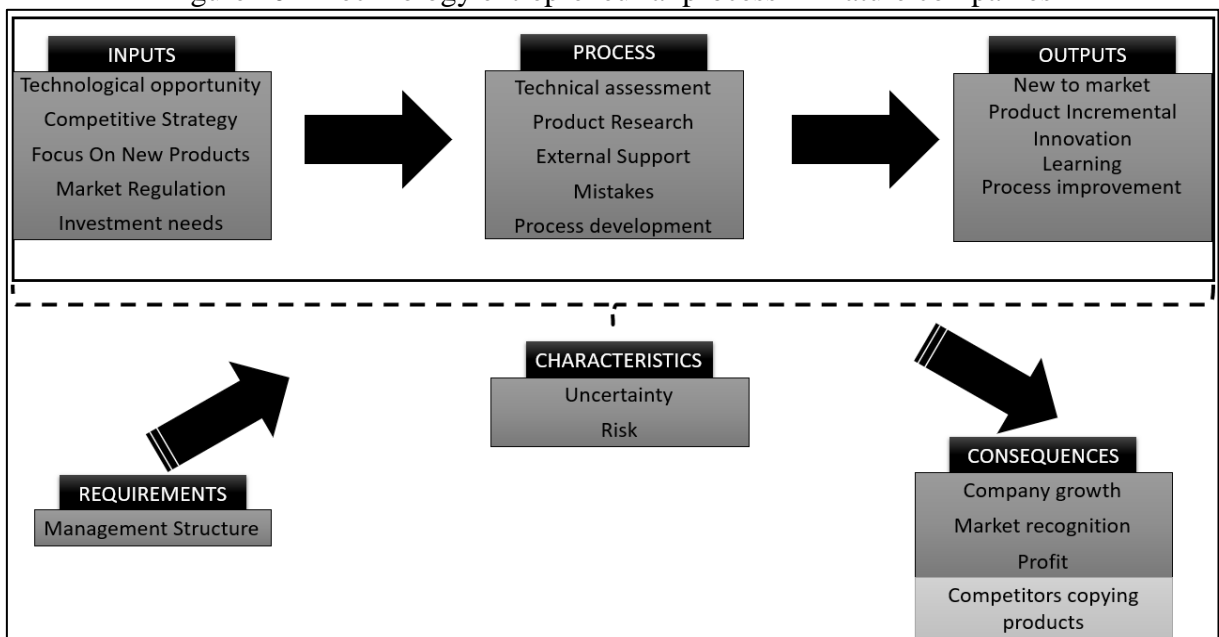 INPUTS
Technological opportunity
Competitive Strategy
Focus On New Products
Market Regulation
Investment needs
PROCESS
Technical assessment
Product Research
External Support
Mistakes
Process development
OUTPUTS
New to market
Product Incremental
Innovation
Learning
Process improvement
CHARACTERISTICS
Uncertainty
Risk
REQUIREMENTS
Management Structure
CONSEQUENCES
Company growth
Market recognition
Profit
Competitors copying
products